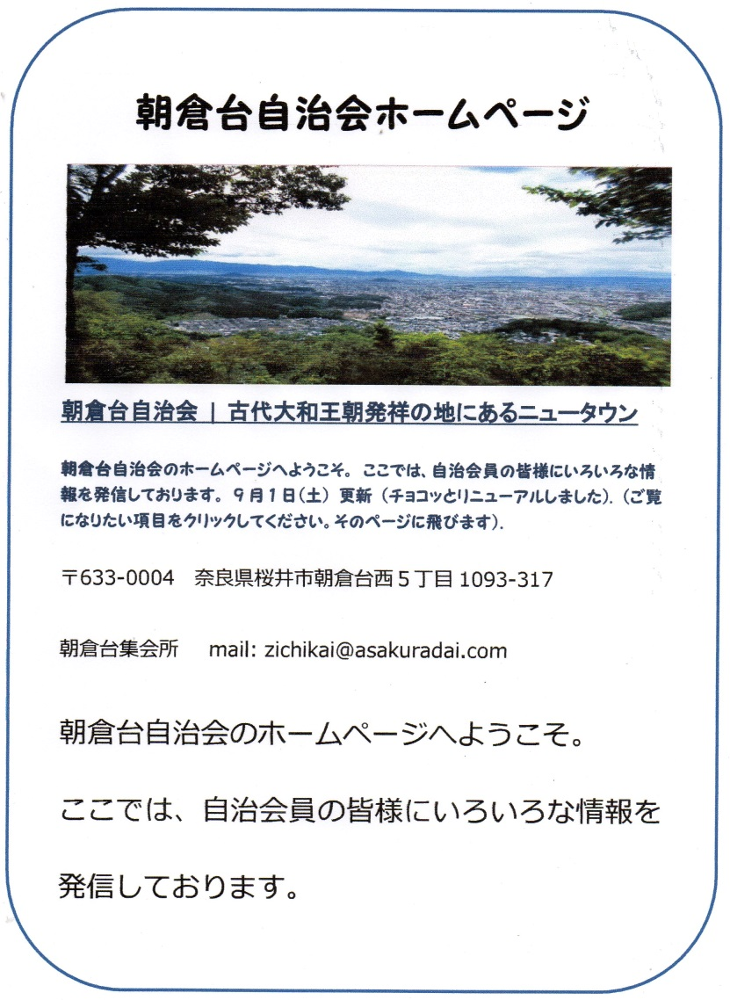 朝倉台自治会ホームページ
朝倉台自治会 | 古代大和王朝発祥の地にあるニュータウン
朝倉台自治会のホームページへようこそ。ここでは、自治会員の皆様にいろいろな情
報を発信しております。９月１日(土) 更新 (チョコッとリニューアルしました). (ご覧
になりたい項目をクリックしてください。そのページに飛びます).
〒633-0004　奈良県桜井市朝倉台西５丁目 1093-317
朝倉台集会所　mail: zichikai@asakuradai.com
朝倉台自治会のホームページへようこそ。
ここでは、自治会員の皆様にいろいろな情報を
発信しております。